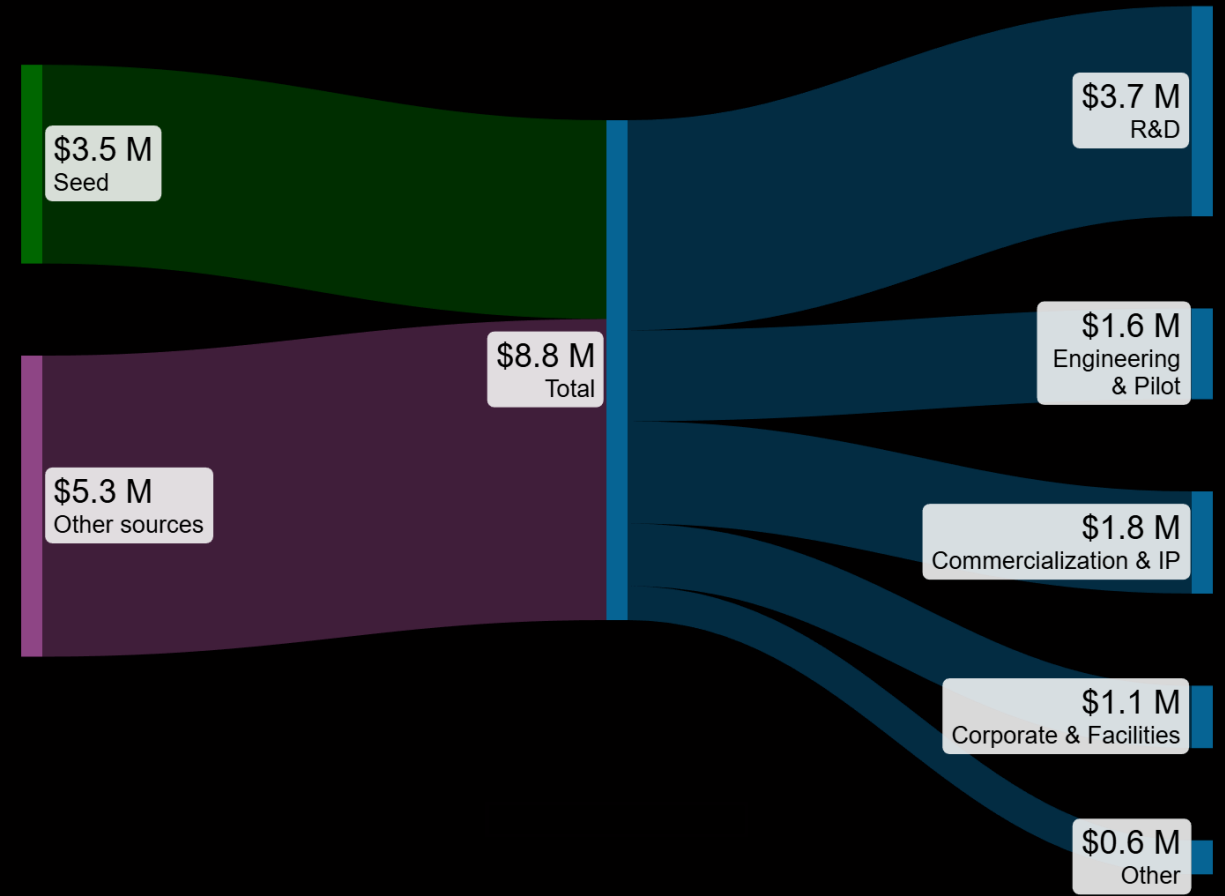 $3.5 M
Seed
$5.3 M
Other sources
$8.8 M
Total
$3.7 M
R&D
$1.6 M
Engineering
& Pilot
$1.8 M
Commercialization & IP
$1.1 M
Corporate & Facilities
$0.6 M
Other